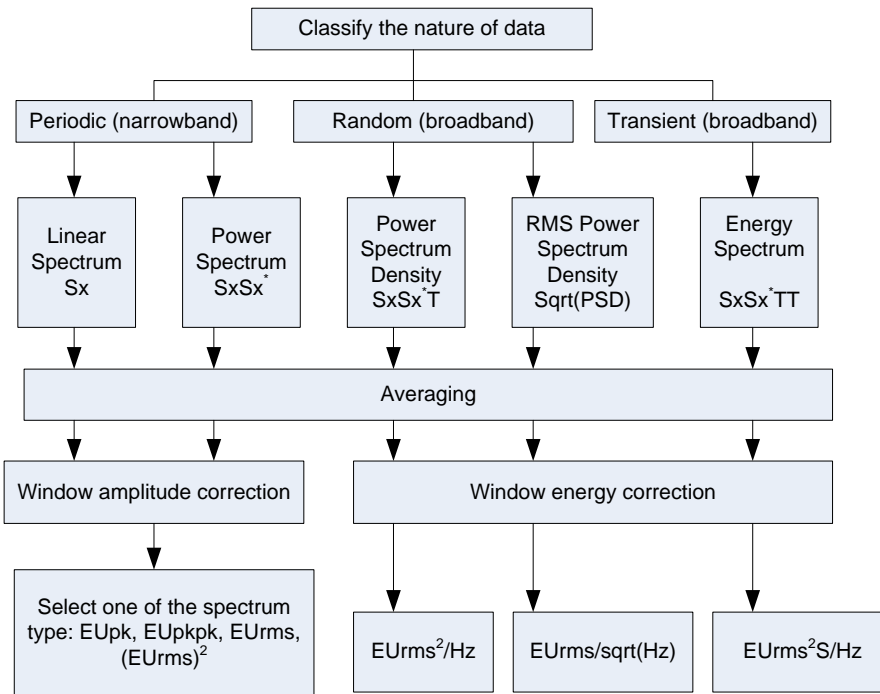 Classify the nature of data
Periodic (narrowband)
Random (broadband)
Transient (broadband)
Linear
Spectrum
Sx
Power
Spectrum
SxSx*
Power
Spectrum
Density
SxSx*T
RMS Power
Spectrum
Density
Sqrt(PSD)
Energy
Spectrum
SxSx*TT
Averaging
Window amplitude correction
Window energy correction
Select one of the spectrum
type: EUpk, EUpkpk, EUrms,
(EUrms)²
EUrms²/Hz
EUrms/sqrt(Hz)
EUrms²S/Hz